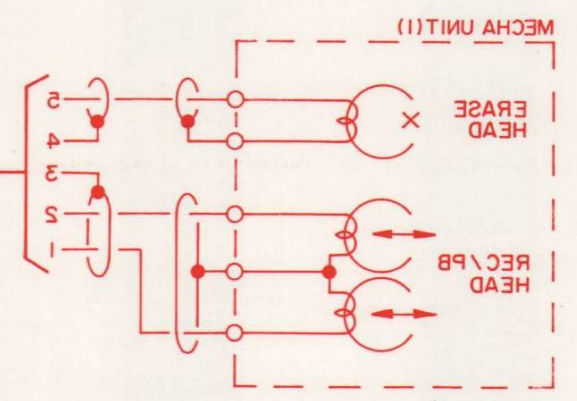 MECHA UNIT(1)
ERASE
HEAD
REC/PB
HEAD
5
4
3
2
1